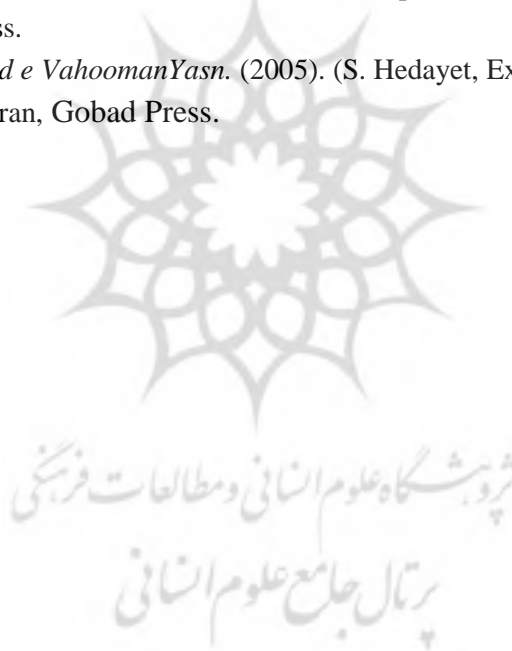 ss.
d e VahoomanYasn. (2005). (S. Hedayet, Ex
ran, Gobad Press.
پژوهشگاه علوم انسانی و مطالعات فرهنگی
پرتال جامع علوم انسانی